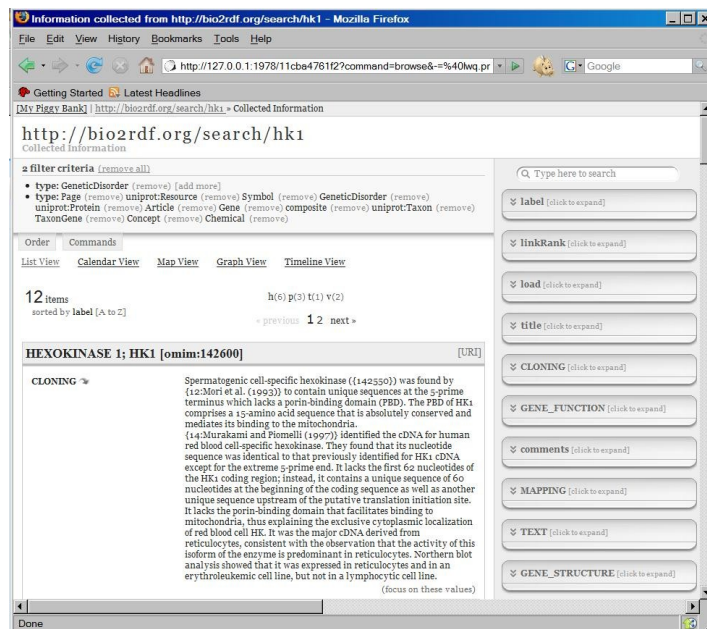 Information collected from http://bio2rdf.org/search/hk1 - Mozilla Firefox
File Edit View History Bookmarks Tools Help
http://127.0.0.1:1978/11cba4761f2?command=browse&-=%40lwq.pr
G Google
Getting Started Latest Headlines
[My Piggy Bank] | http://bio2rdf.org/search/hk1 » Collected Information
http://bio2rdf.org/search/hk1
Collected Information
2 filter criteria (remove all)
• type: GeneticDisorder (remove) [add more]
• type: Page (remove) uniprot:Resource (remove) Symbol (remove) GeneticDisorder (remove)
uniprot:Protein (remove) Article (remove) Gene (remove) composite (remove) uniprot:Taxon (remove)
TaxonGene (remove) Concept (remove) Chemical (remove)
Order Commands
List View Calendar View Map View Graph View Timeline View
12 items
sorted by label [A to Z]
h(6) p(3) t(1) v(2)
« previous 1 2 next »
HEXOKINASE 1; HK1 [omim:142600] [URI]
CLONING
Spermatogenic cell-specific hexokinase ({142550}) was found by
{12:Mori et al. (1993)} to contain unique sequences at the 5-prime
terminus which lacks a porin-binding domain (PBD). The PBD of HK1
comprises a 15-amino acid sequence that is absolutely conserved and
mediates its binding to the mitochondria.
{14:Murakami and Piomelli (1997)} identified the cDNA for human
red blood cell-specific hexokinase. They found that its nucleotide
sequence was identical to that previously identified for HK1 cDNA
except for the extreme 5-prime end. It lacks the first 62 nucleotides of
the HK1 coding region; instead, it contains a unique sequence of 60
nucleotides at the beginning of the coding sequence as well as another
unique sequence upstream of the putative translation initiation site.
It lacks the porin-binding domain that facilitates binding to
mitochondria, thus explaining the exclusive cytoplasmic localization
of red blood cell HK. It was the major cDNA derived from
reticulocytes, consistent with the observation that the activity of this
isoform of the enzyme is predominant in reticulocytes. Northern blot
analysis showed that it was expressed in reticulocytes and in an
erythroleukemic cell line, but not in a lymphocytic cell line.
(focus on these values)
Type here to search
label [click to expand]
linkRank [click to expand]
load [click to expand]
title [click to expand]
CLONING [click to expand]
GENE_FUNCTION [click to expand]
comments [click to expand]
MAPPING [click to expand]
TEXT [click to expand]
GENE_STRUCTURE [click to expand]
Done